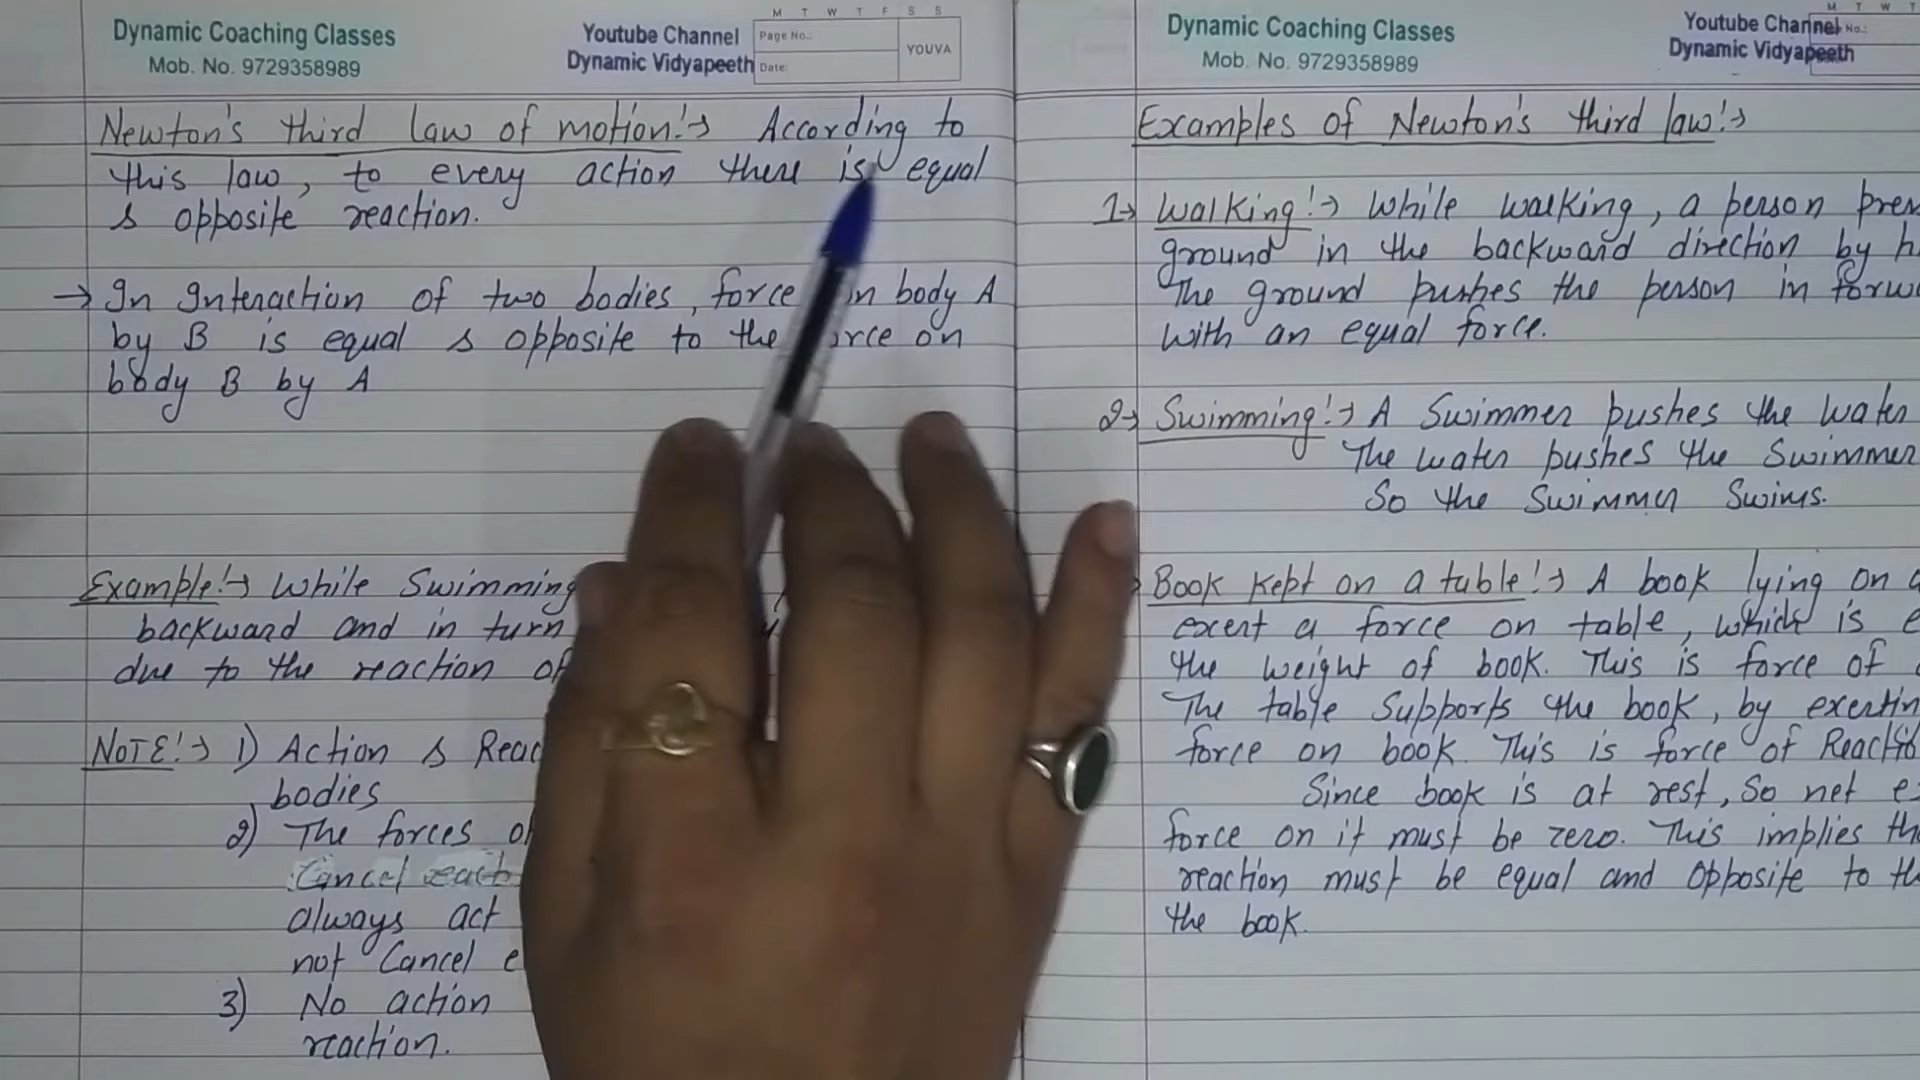 Dynamic Coaching Classes
Mob. No. 9729358989
Youtube Channel
Dynamic Vidyapeeth
M T W T F S S
Page No.:
Date:
YOUVA
Newton's third law of motion:→ According to
this law, to every action there is equal
& opposite reaction.
→ In Interaction of two bodies, force in body A
by B is equal & opposite to the orce on
body B by A
Example:→ While Swimming
backward and in turn
due to the reaction of
NOTE:→ 1) Action & Reac
bodies
2) The forces of
Cancel each
always act
not Cancel e
3) No action
reaction.
Dynamic Coaching Classes
Mob. No. 9729358989
Youtube Channel
Dynamic Vidyapeeth
M T W T
No.:
Examples of Newton's third law:→
1→ Walking:→ While walking, a person
ground in the backward direction by h
The ground pushes the person in forw
with an equal force.
2→ Swimming:→ A Swimmer pushes the water
The water pushes the Swimmer
So the Swimmer Swims.
Book kept on a table:→ A book lying on a
exert a force on table, which is e
the weight of book. This is force of
The table Supports the book, by exertin
force on book. This is force of Reactio
Since book is at rest, So net e
force on it must be zero. This implies th
reaction must be equal and opposite to th
the book.